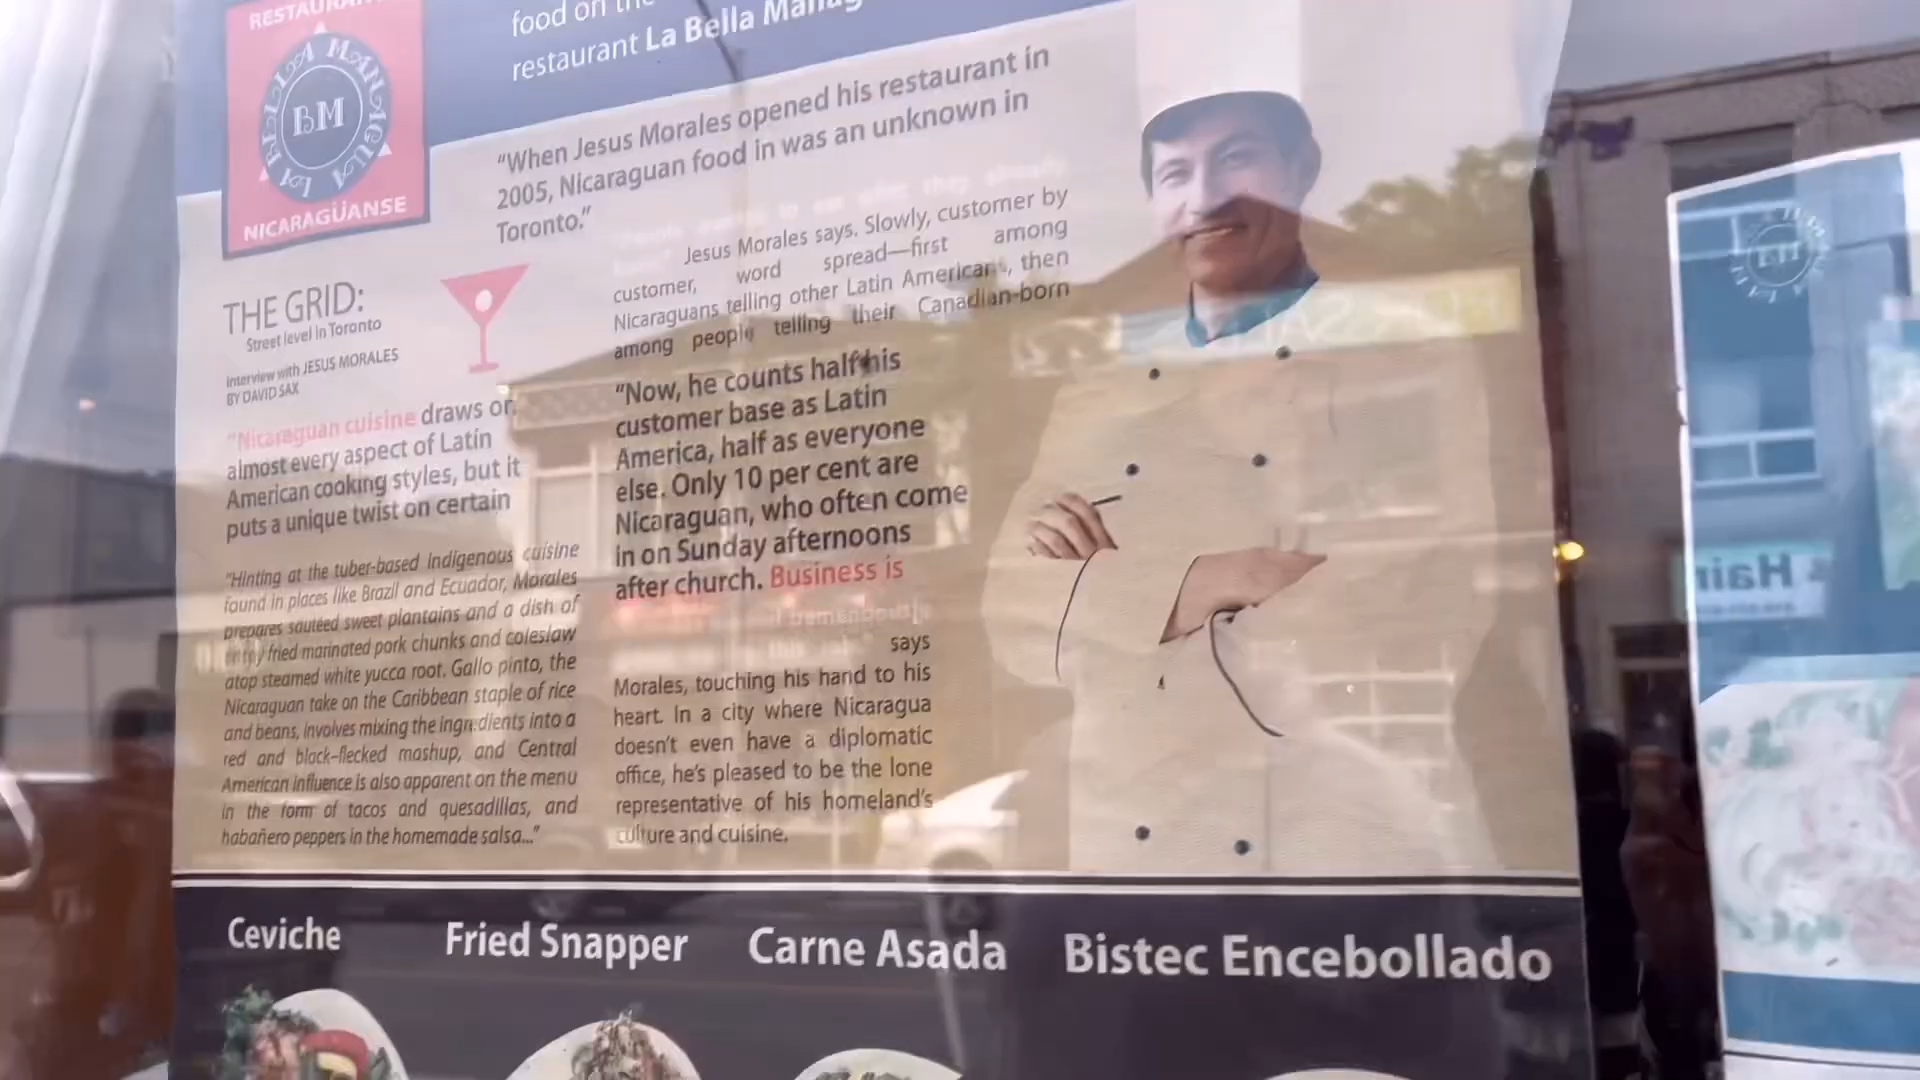 RESTAURAN
LA BELLA MANAGUA
BM
NICARAGÜANSE
food on the
restaurant La Bella Manag
"When Jesus Morales opened his restaurant in
2005, Nicaraguan food in was an unknown in
Toronto."
THE GRID:
Street level in Toronto
Interview with JESUS MORALES
BY DAVID SAX
"Nicaraguan cuisine draws on
almost every aspect of Latin
American cooking styles, but it
puts a unique twist on certain
"Hinting at the tuber-based indigenous cuisine
found in places like Brazil and Ecuador, Morales
prepares sautéed sweet plantains and a dish of
fried marinated pork chunks and coleslaw
atop steamed white yucca root. Gallo pinto, the
Nicaraguan take on the Caribbean staple of rice
and beans, involves mixing the ingredients into a
red and black–flecked mashup, and Central
American influence is also apparent on the menu
in the form of tacos and quesadillas, and
habañero peppers in the homemade salsa..."
Jesus Morales says. Slowly, customer by
customer, word spread—first among
Nicaraguans telling other Latin Americans, then
among people telling their Canadian-born
"Now, he counts half his
customer base as Latin
America, half as everyone
else. Only 10 per cent are
Nicaraguan, who often come
in on Sunday afternoons
after church. Business is
says
Morales, touching his hand to his
heart. In a city where Nicaragua
doesn't even have a diplomatic
office, he's pleased to be the lone
representative of his homeland's
culture and cuisine.
Hair
Ceviche
Fried Snapper
Carne Asada
Bistec Encebollado